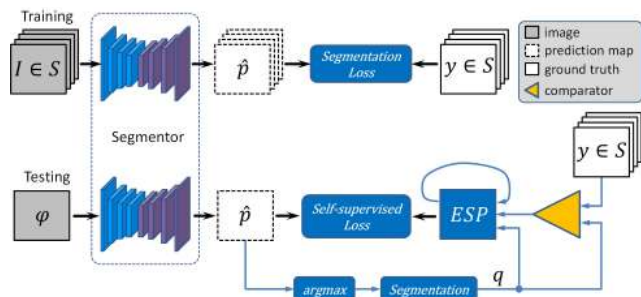 Training
I ∈ S
p̂
Segmentation
Loss
y ∈ S
image
prediction map
ground truth
comparator
Segmentor
Testing
φ
p̂
Self-supervised
Loss
ESP
y ∈ S
argmax
Segmentation
q